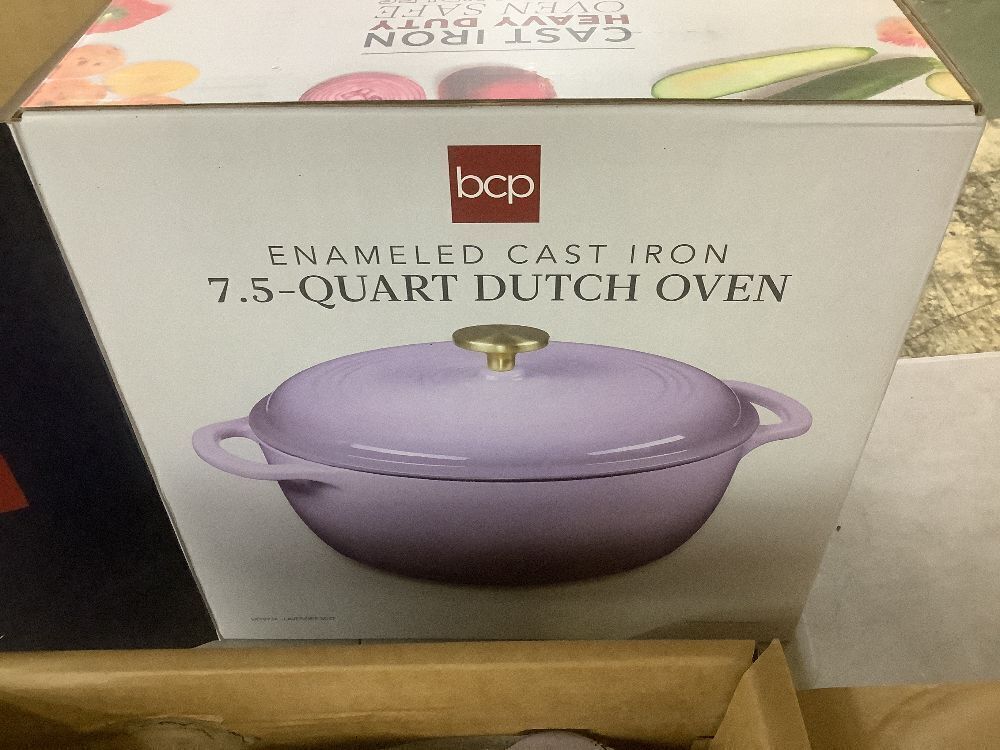 CAST IRON
HEAVY DUTY
OVEN SAFE
bcp
ENAMELED CAST IRON
7.5-QUART DUTCH OVEN